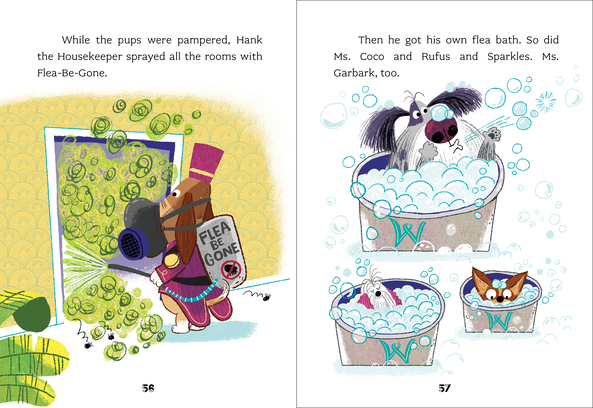 While the pups were pampered, Hank
the Housekeeper sprayed all the rooms with
Flea-Be-Gone.
FLEA
BE
GONE
56
Then he got his own flea bath. So did
Ms. Coco and Rufus and Sparkles. Ms.
Garbark, too.
W
W
W
57